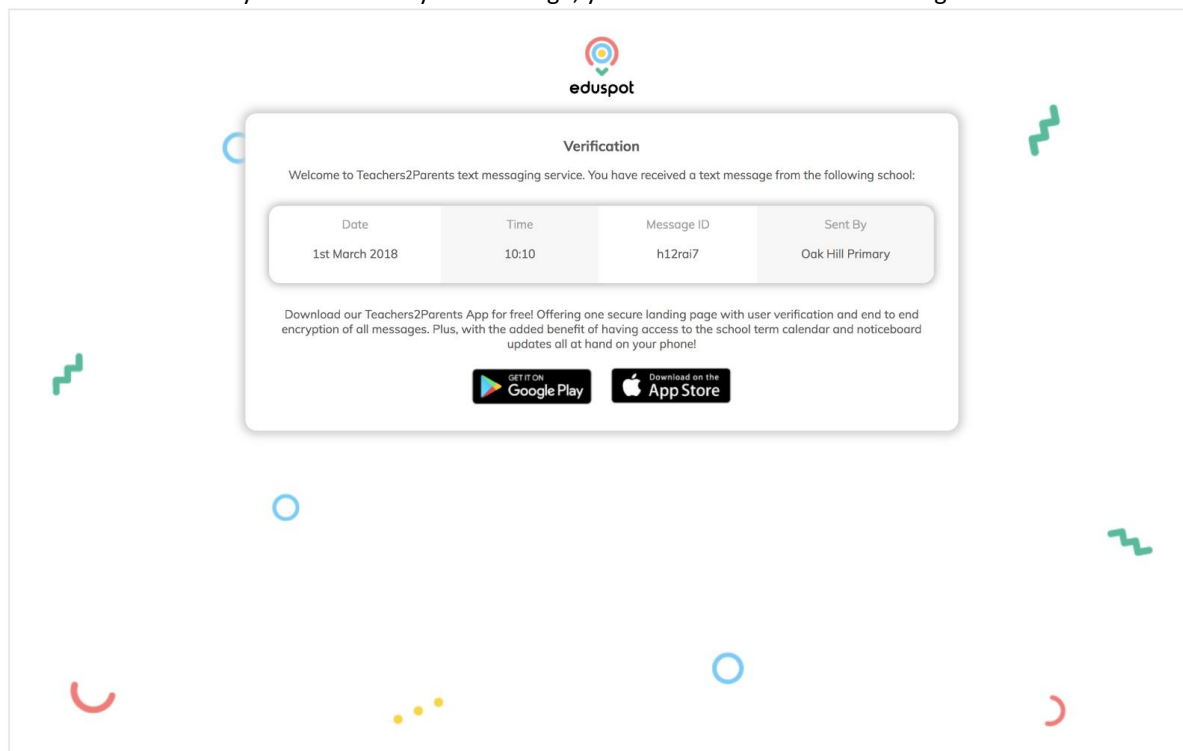 eduspot
Verification
Welcome to Teachers2Parents text messaging service. You have received a text message from the following school:
Date Time Message ID Sent By
1st March 2018 10:10 h12rai7 Oak Hill Primary
Download our Teachers2Parents App for free! Offering one secure landing page with user verification and end to end
encryption of all messages. Plus, with the added benefit of having access to the school term calendar and noticeboard
updates all at hand on your phone!
GET IT ON Download on the
Google Play App Store